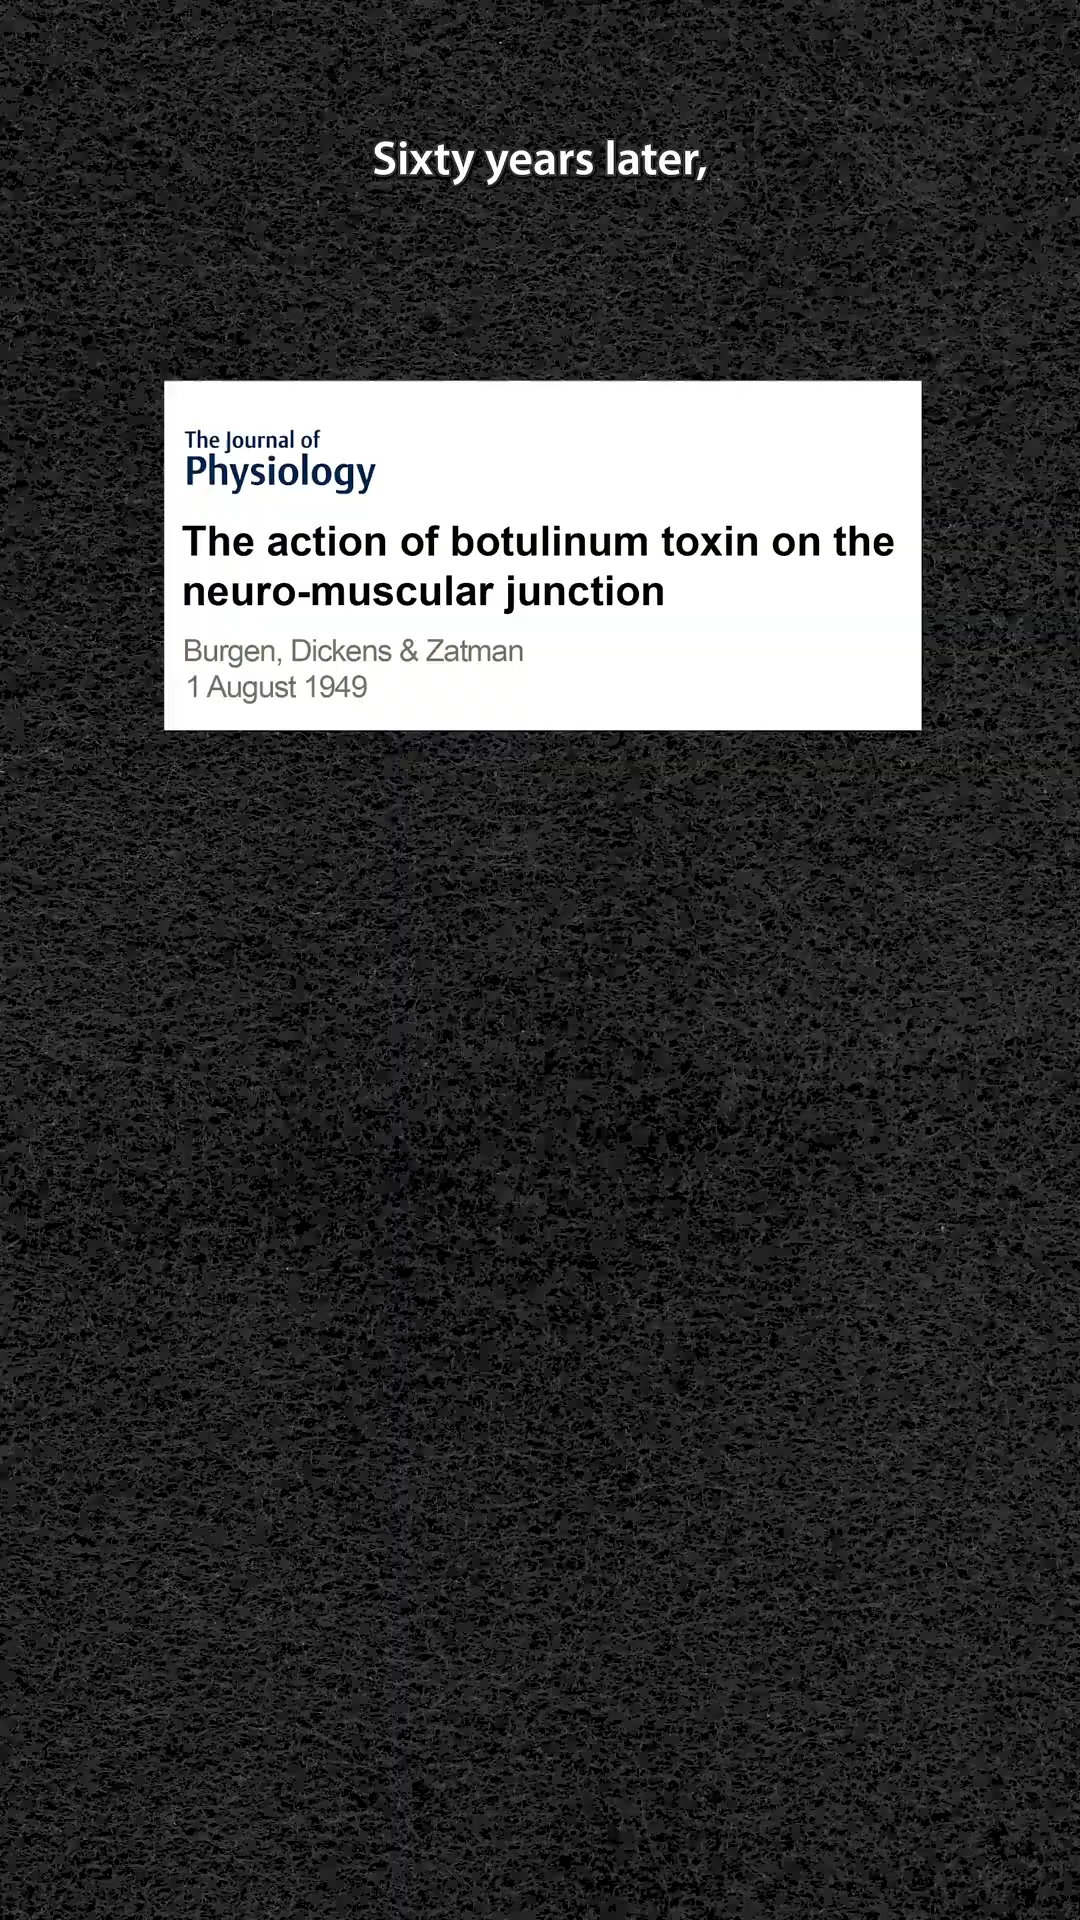 Sixty years later,
The Journal of
Physiology
The action of botulinum toxin on the
neuro-muscular junction
Burgen, Dickens & Zatman
1 August 1949